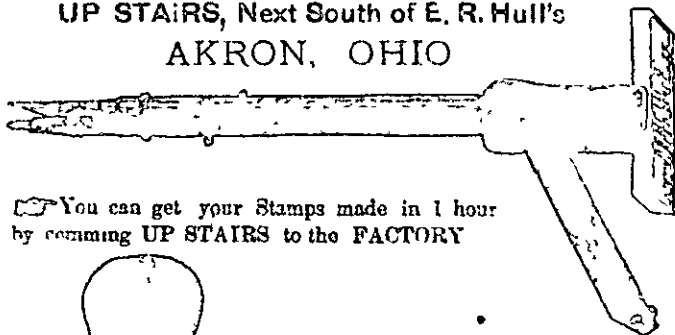 UP STAiRS, Next South of E. R. Hull's
AKRON, OHIO
☞You can get your Stamps made in 1 hour
by comming UP STAIRS to the FACTORY